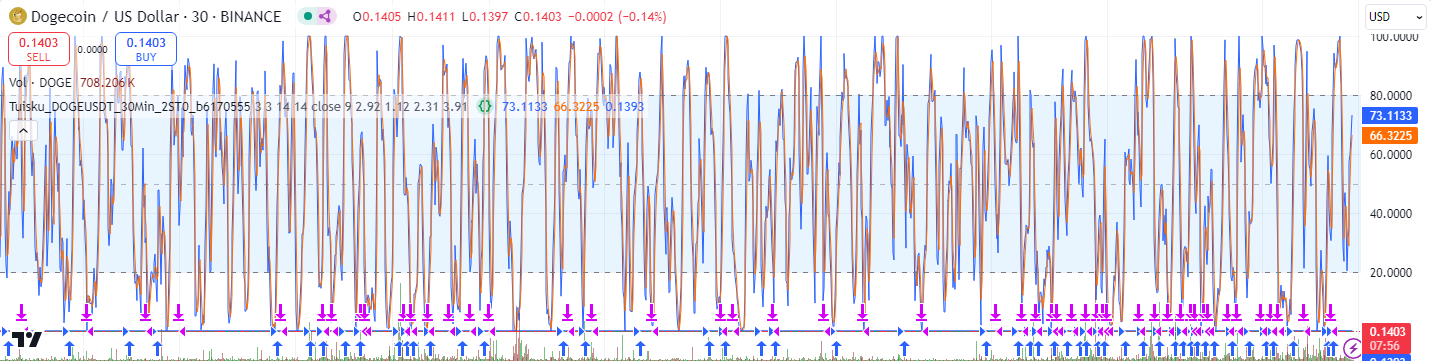 Dogecoin / US Dollar · 30 · BINANCE O0.1405 H0.1411 L0.1397 C0.1403 −0.0002 (−0.14%)
USD
0.1403
SELL
0.0000
0.1403
BUY
100.0000
Vol · DOGE 708.206 K
Tuisku_DOGEUSDT_30Min_2ST0_b6170555 3 3 14 14 close 9 2.92 1.12 2.31 3.91 73.1133 66.3225 0.1393
80.0000
73.1133
66.3225
60.0000
40.0000
20.0000
0.1403
07:56